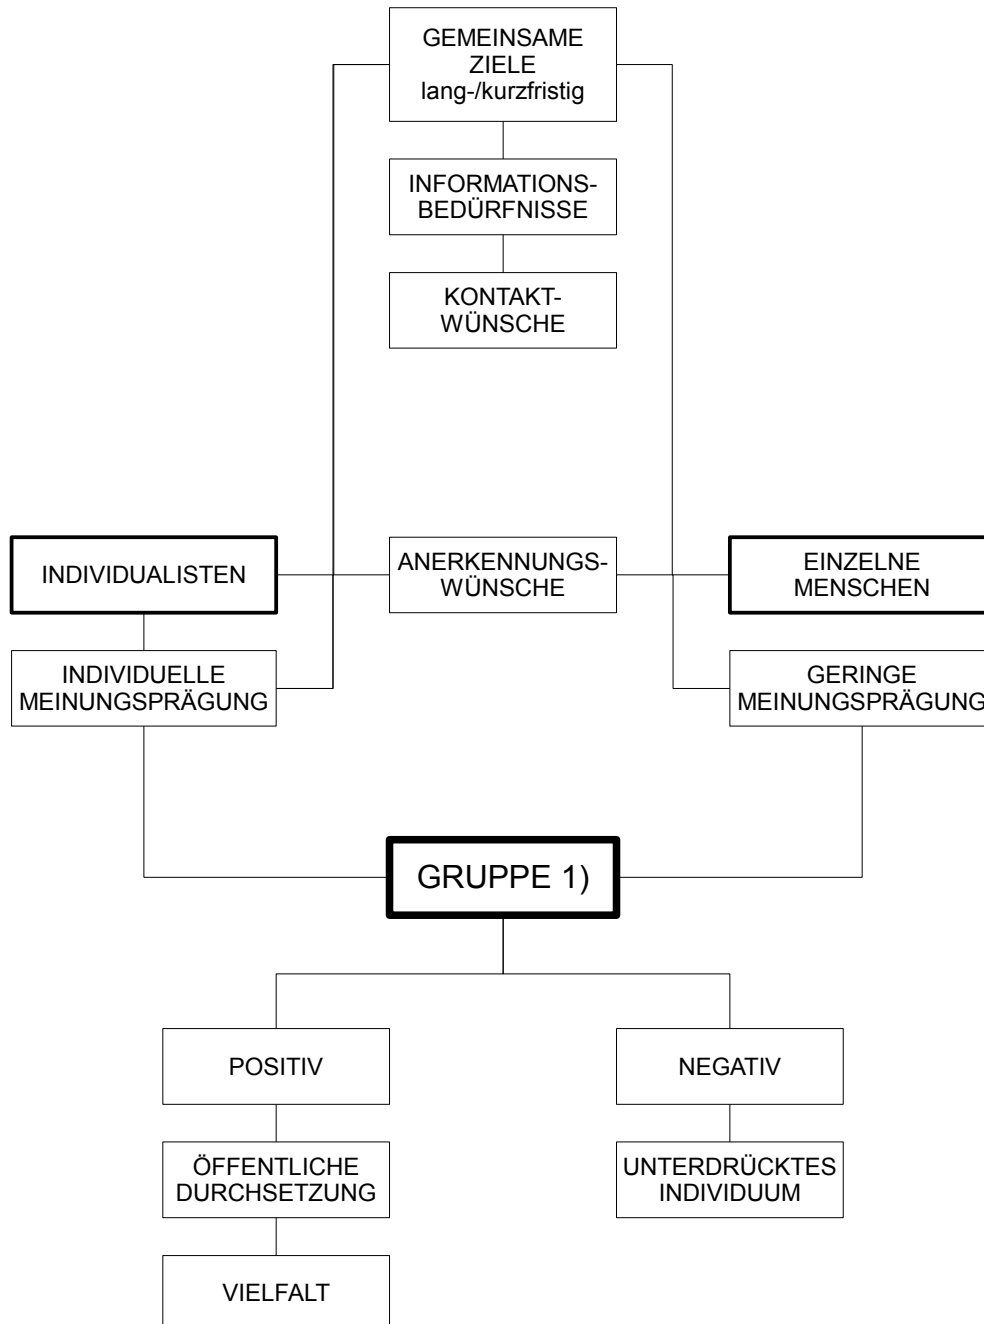 GEMEINSAME
ZIELE
lang-/kurzfristig
INFORMATIONS-
BEDÜRFNISSE
KONTAKT-
WÜNSCHE
INDIVIDUALISTEN
ANERKENNUNGS-
WÜNSCHE
EINZELNE
MENSCHEN
INDIVIDUELLE
MEINUNGSPRÄGUNG
GERINGE
MEINUNGSPRÄGUNG
GRUPPE 1)
POSITIV
NEGATIV
ÖFFENTLICHE
DURCHSETZUNG
UNTERDRÜCKTES
INDIVIDUUM
VIELFALT